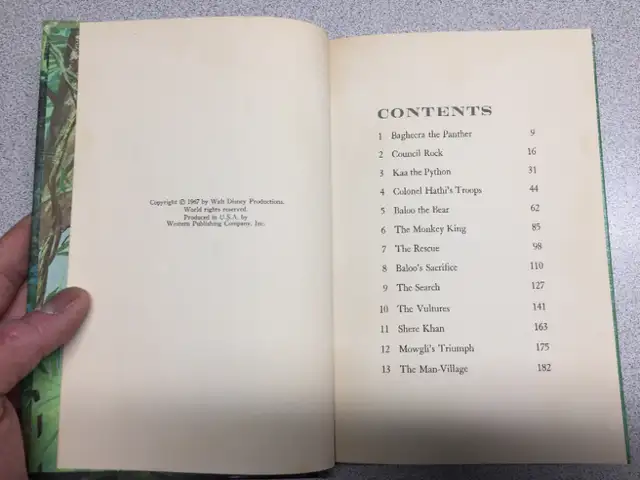 Copyright © 1967 by Walt Disney Productions.
World rights reserved.
Produced in U.S.A. by
Western Publishing Company, Inc.
CONTENTS
1 Bagheera the Panther 9
2 Council Rock 16
3 Kaa the Python 31
4 Colonel Hathi's Troops 44
5 Baloo the Bear 62
6 The Monkey King 85
7 The Rescue 98
8 Baloo's Sacrifice 110
9 The Search 127
10 The Vultures 141
11 Shere Khan 163
12 Mowgli's Triumph 175
13 The Man-Village 182